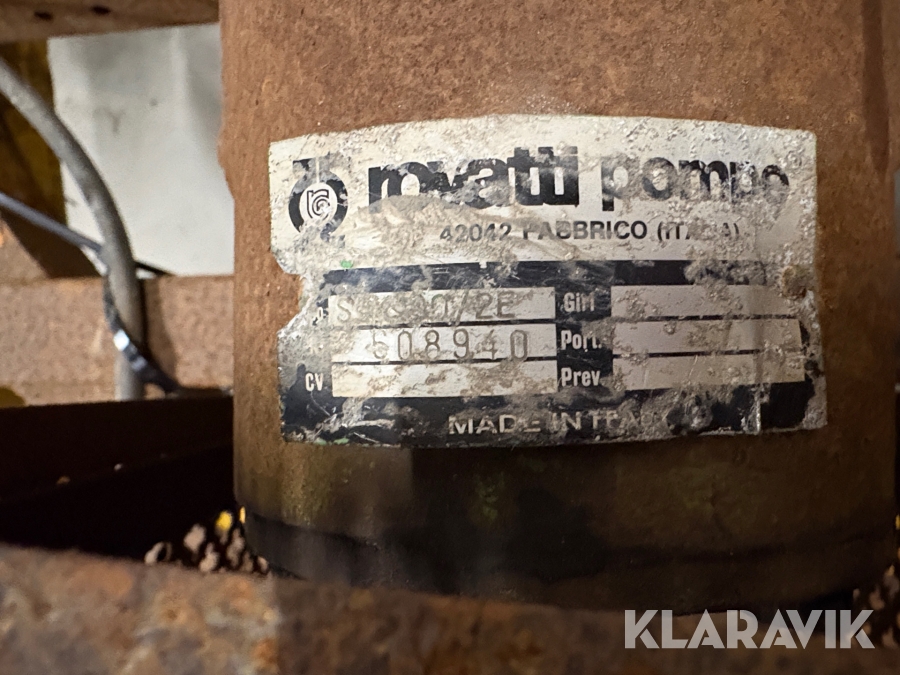 rovatti pompe
42042 FABBRICO (ITALIA)
Giri
508940
Port.
CV
Prev.
MADE IN ITALY
KLARAVIK